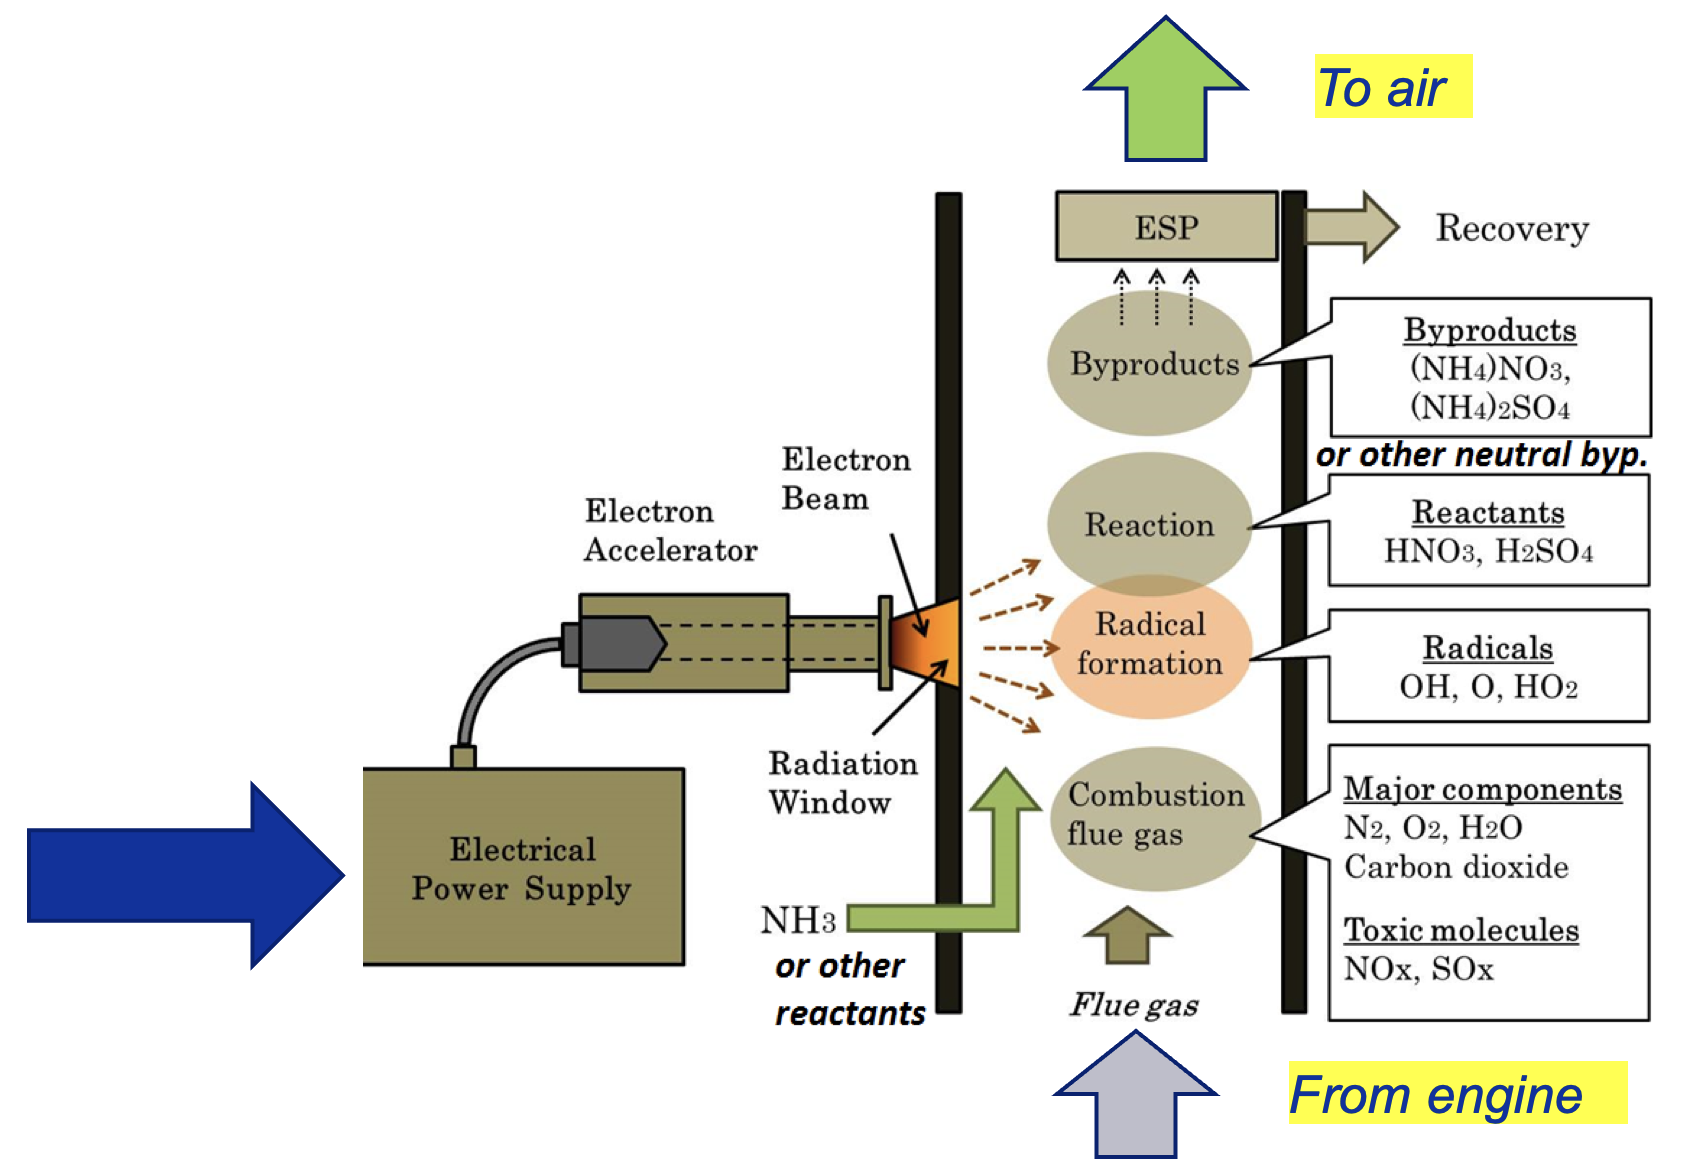 To air
ESP
Recovery
Byproducts
Byproducts
(NH4)NO3,
(NH4)2SO4
or other neutral byp.
Electron
Beam
Electron
Accelerator
Reaction
Reactants
HNO3, H2SO4
Radical
formation
Radicals
OH, O, HO2
Radiation
Window
Combustion
flue gas
Major components
N2, O2, H2O
Carbon dioxide
Toxic molecules
NOx, SOx
Electrical
Power Supply
NH3
or other
reactants
Flue gas
From engine